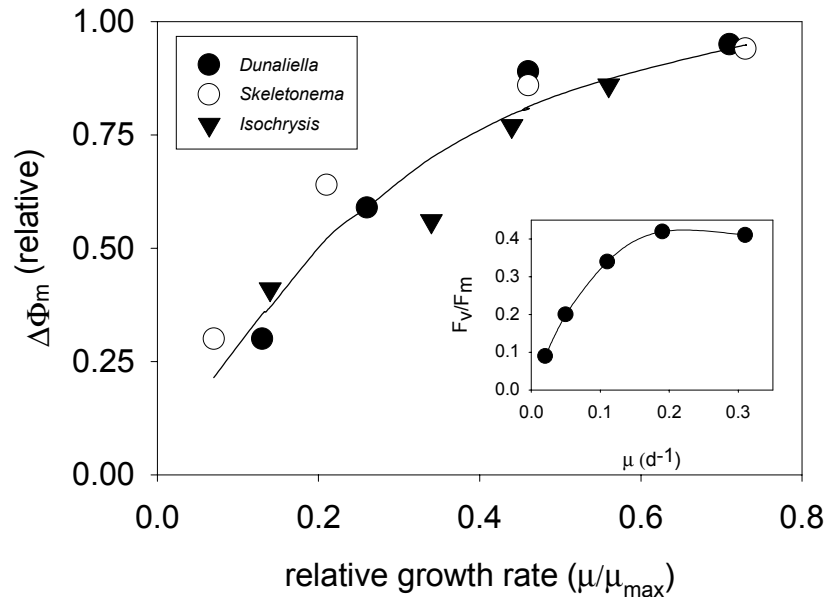 1.00
0.75
0.50
0.25
0.00
ΔΦm (relative)
Dunaliella
Skeletonema
Isochrysis
0.4
0.3
0.2
0.1
0.0
Fv/Fm
0.0 0.1 0.2 0.3
μ (d-1)
0.0 0.2 0.4 0.6 0.8
relative growth rate (μ/μmax)